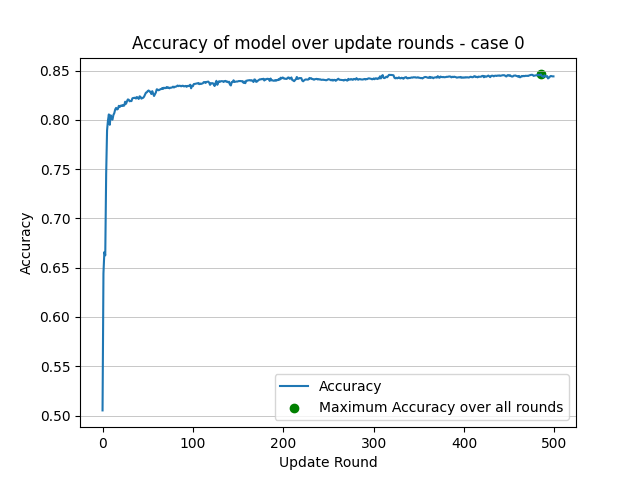 Accuracy of model over update rounds - case 0
0.85
0.80
0.75
0.70
0.65
0.60
0.55
0.50
Accuracy
Accuracy
Maximum Accuracy over all rounds
0 100 200 300 400 500
Update Round